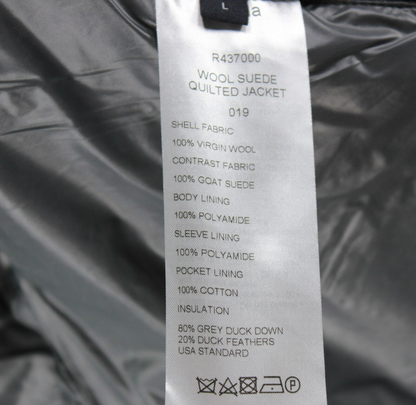 L
a
R437000
WOOL SUEDE
QUILTED JACKET
019
SHELL FABRIC
100% VIRGIN WOOL
CONTRAST FABRIC
100% GOAT SUEDE
BODY LINING
100% POLYAMIDE
SLEEVE LINING
100% POLYAMIDE
POCKET LINING
100% COTTON
INSULATION
80% GREY DUCK DOWN
20% DUCK FEATHERS
USA STANDARD
P